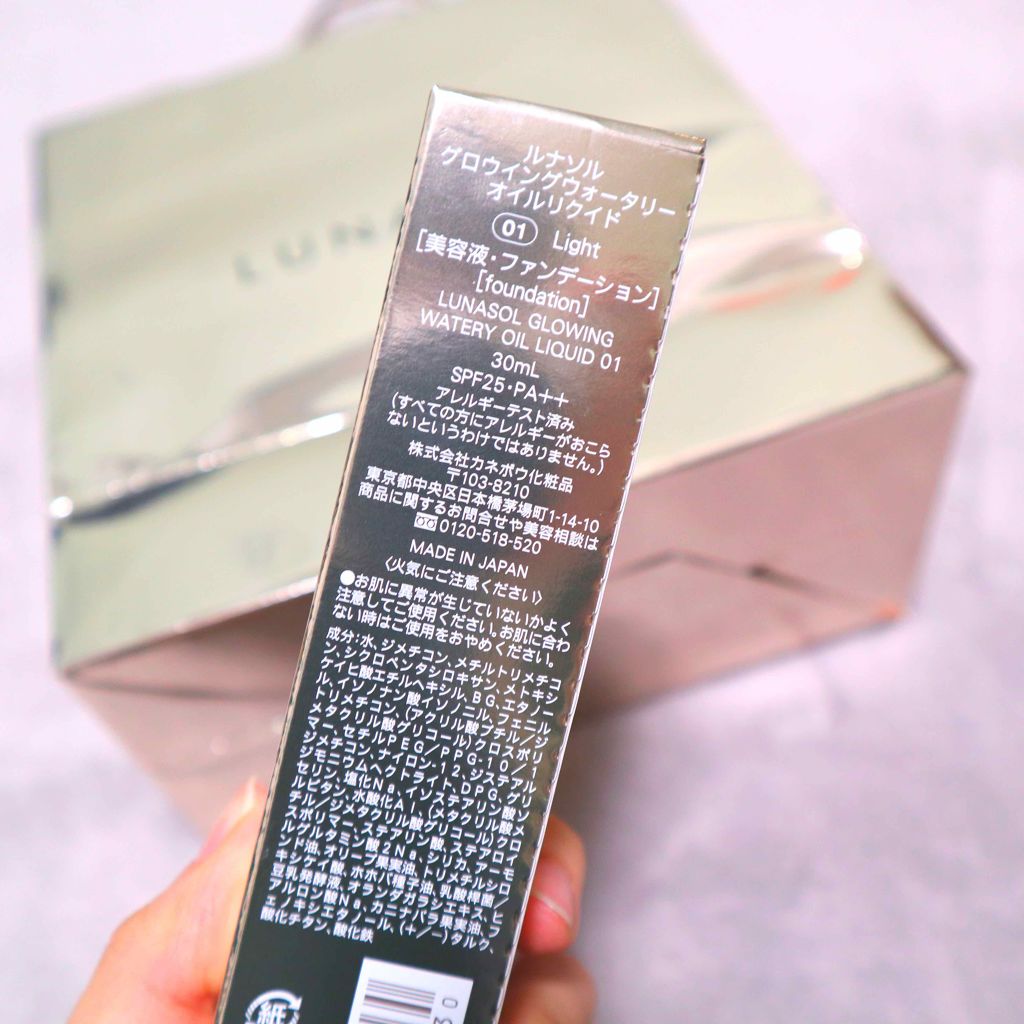 LUNA
ルナソル
グロウイングウォータリー
オイルリクイド
01 Light
[美容液・ファンデーション]
[foundation]
LUNASOL GLOWING
WATERY OIL LIQUID 01
30mL
SPF25・PA++
アレルギーテスト済み
(すべての方にアレルギーがおこら
ないというわけではありません。)
株式会社カネボウ化粧品
〒103-8210
東京都中央区日本橋茅場町1-14-10
商品に関するお問合せや美容相談は
0120-518-520
MADE IN JAPAN
〈火気にご注意ください〉
●お肌に異常が生じていないかよく
注意してご使用ください。お肌に合わ
ない時はご使用をおやめください。
成分:水、ジメチコン、メチルトリメチコ
ン、シクロペンタシロキサン、メトキシ
ケイヒ酸エチルヘキシル、BG、エタノー
ル、イソノナン酸イソノニル、フェニル
トリメチコン、(アクリル酸ブチル/ジ
メタクリル酸グリコール)クロスポリ
マー、セチルPEG/PPG-10/1
ジメチコン、ナイロン-12、ジステアル
ジモニウムヘクトライト、DPG、グリ
セリン、塩化Na、イソステアリン酸ソ
ルビタン、水酸化Al、(メタクリル酸メ
チル/ジメタクリル酸グリコール)クロ
スポリマー、ステアリン酸、ステアロイ
ルグルタミン酸2Na、シリカ、アーモ
ンド油、オリーブ果実油、トリメチルシロ
キシケイ酸、ホホバ種子油、乳酸桿菌/
豆乳発酵液、オランダガラシエキス、ヒ
アルロン酸Na、カニナバラ果実油、フ
ェノキシエタノール、(+/-)タルク、
酸化チタン、酸化鉄
紙
30